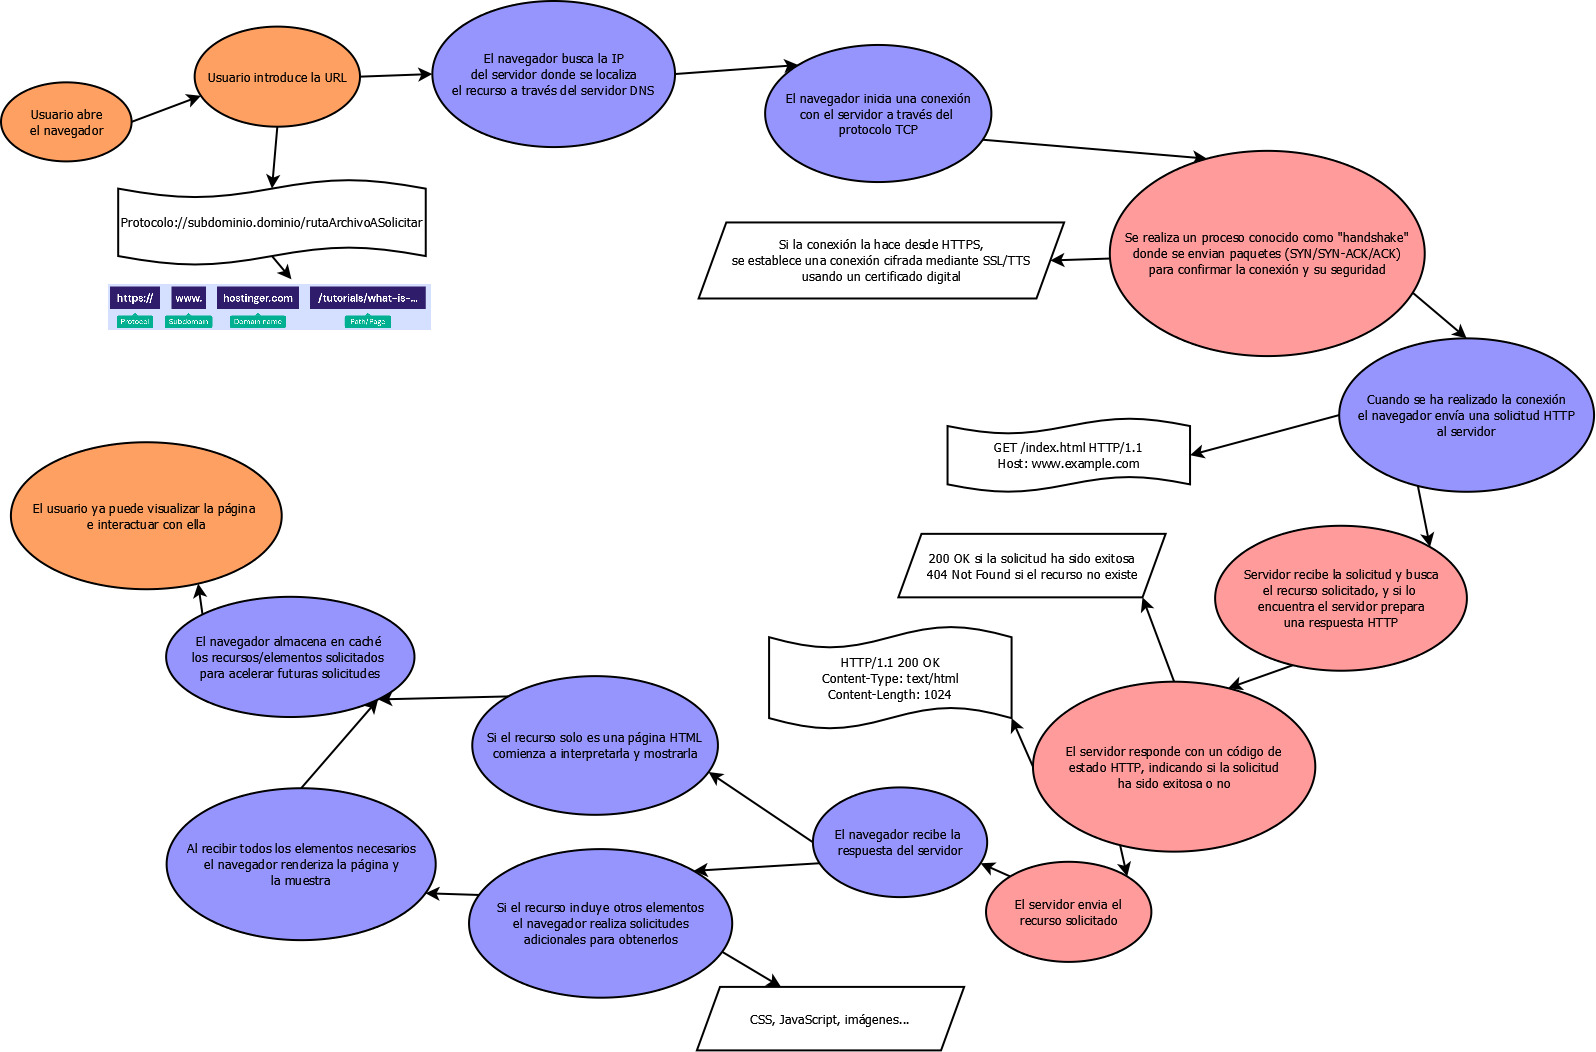 Usuario abre
el navegador
Usuario introduce la URL
El navegador busca la IP
del servidor donde se localiza
el recurso a través del servidor DNS
El navegador inicia una conexión
con el servidor a través del
protocolo TCP
Protocolo://subdominio.dominio/rutaArchivoASolicitar
https://
www.
hostinger.com
/tutorials/what-is-...
Protocol
Subdomain
Domain name
Path/Page
Se realiza un proceso conocido como "handshake"
donde se envian paquetes (SYN/SYN-ACK/ACK)
para confirmar la conexión y su seguridad
Si la conexión la hace desde HTTPS,
se establece una conexión cifrada mediante SSL/TTS
usando un certificado digital
Cuando se ha realizado la conexión
el navegador envía una solicitud HTTP
al servidor
GET /index.html HTTP/1.1
Host: www.example.com
Servidor recibe la solicitud y busca
el recurso solicitado, y si lo
encuentra el servidor prepara
una respuesta HTTP
200 OK si la solicitud ha sido exitosa
404 Not Found si el recurso no existe
HTTP/1.1 200 OK
Content-Type: text/html
Content-Length: 1024
El servidor responde con un código de
estado HTTP, indicando si la solicitud
ha sido exitosa o no
El servidor envia el
recurso solicitado
El navegador recibe la
respuesta del servidor
Si el recurso solo es una página HTML
comienza a interpretarla y mostrarla
Si el recurso incluye otros elementos
el navegador realiza solicitudes
adicionales para obtenerlos
CSS, JavaScript, imágenes...
Al recibir todos los elementos necesarios
el navegador renderiza la página y
la muestra
El navegador almacena en caché
los recursos/elementos solicitados
para acelerar futuras solicitudes
El usuario ya puede visualizar la página
e interactuar con ella